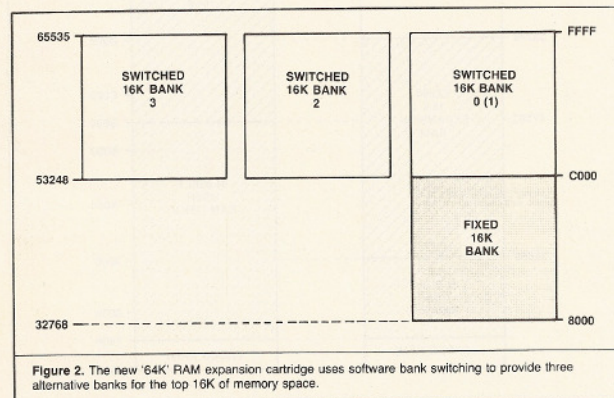 65535
FFFF
SWITCHED
16K BANK
3
SWITCHED
16K BANK
2
SWITCHED
16K BANK
0 (1)
53248
C000
FIXED
16K
BANK
32768
8000
Figure 2. The new '64K' RAM expansion cartridge uses software bank switching to provide three
alternative banks for the top 16K of memory space.